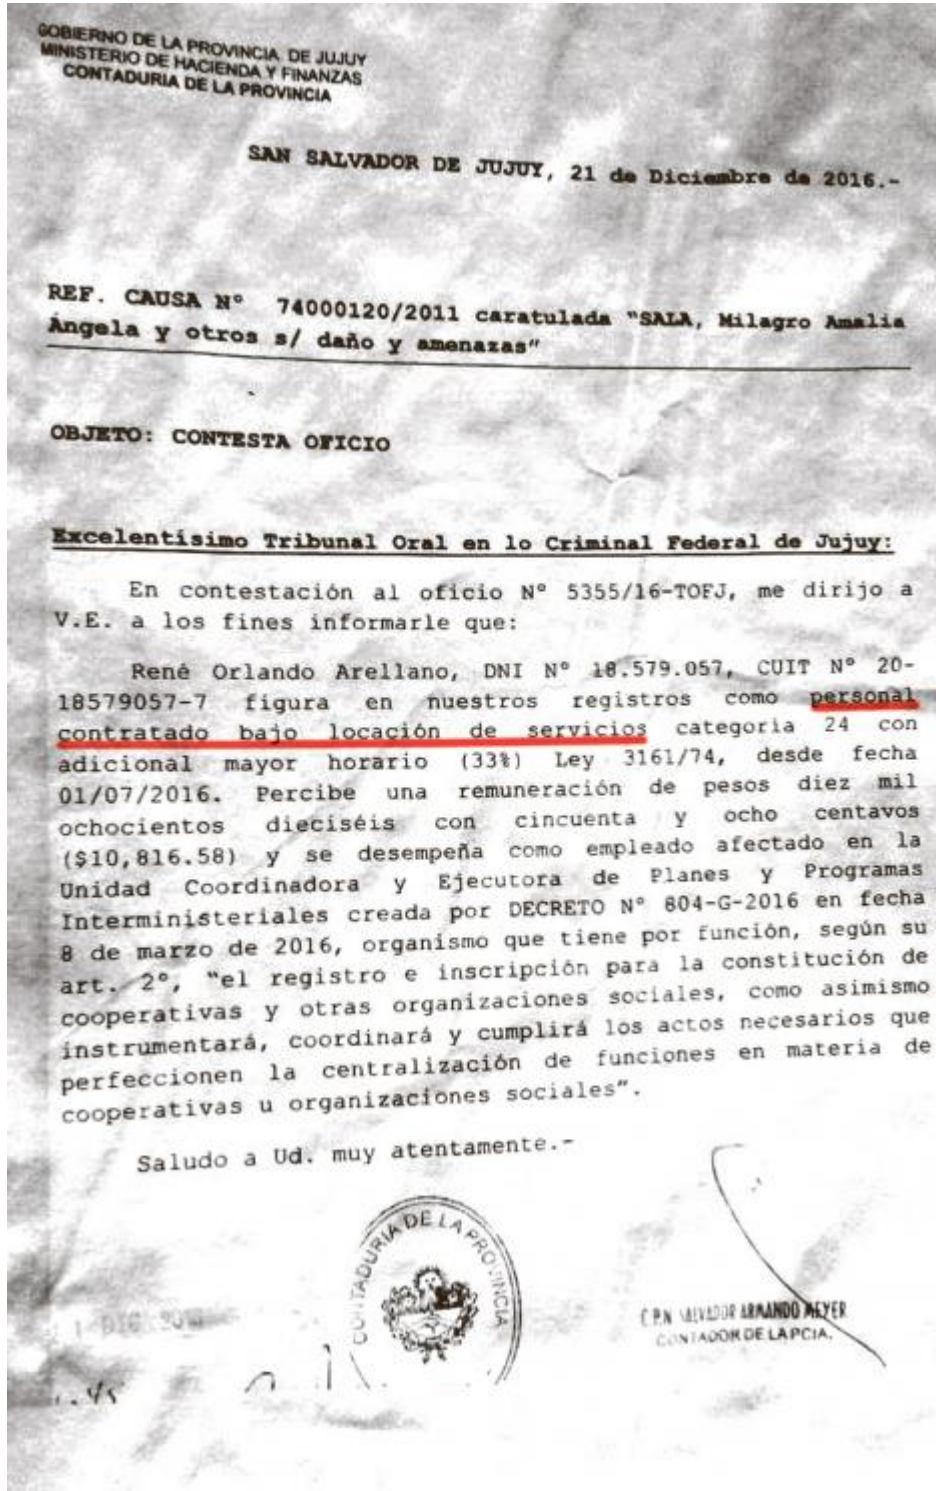 GOBIERNO DE LA PROVINCIA DE JUJUY
MINISTERIO DE HACIENDA Y FINANZAS
CONTADURIA DE LA PROVINCIA
SAN SALVADOR DE JUJUY, 21 de Diciembre de 2016.-
REF. CAUSA Nº 74000120/2011 caratulada "SALA, Milagro Amalia
Ángela y otros s/ daño y amenazas"
OBJETO: CONTESTA OFICIO
Excelentísimo Tribunal Oral en lo Criminal Federal de Jujuy:
En contestación al oficio Nº 5355/16-TOFJ, me dirijo a
V.E. a los fines informarle que:
René Orlando Arellano, DNI Nº 18.579.057, CUIT Nº 20-
18579057-7 figura en nuestros registros como personal
contratado bajo locación de servicios categoria 24 con
adicional mayor horario (33%) Ley 3161/74, desde fecha
01/07/2016. Percibe una remuneración de pesos diez mil
ochocientos dieciséis con cincuenta y ocho centavos
($10,816.58) y se desempeña como empleado afectado en la
Unidad Coordinadora y Ejecutora de Planes y Programas
Interministeriales creada por DECRETO Nº 804-G-2016 en fecha
8 de marzo de 2016, organismo que tiene por función, según su
art. 2º, "el registro e inscripción para la constitución de
cooperativas y otras organizaciones sociales, como asimismo
instrumentará, coordinará y cumplirá los actos necesarios que
perfeccionen la centralización de funciones en materia de
cooperativas u organizaciones sociales".
Saludo a Ud. muy atentamente.-
CONTADURIA DE LA PROVINCIA
C.P.N. SALVADOR ARMANDO MEYER
CONTADOR DE LA PCIA.